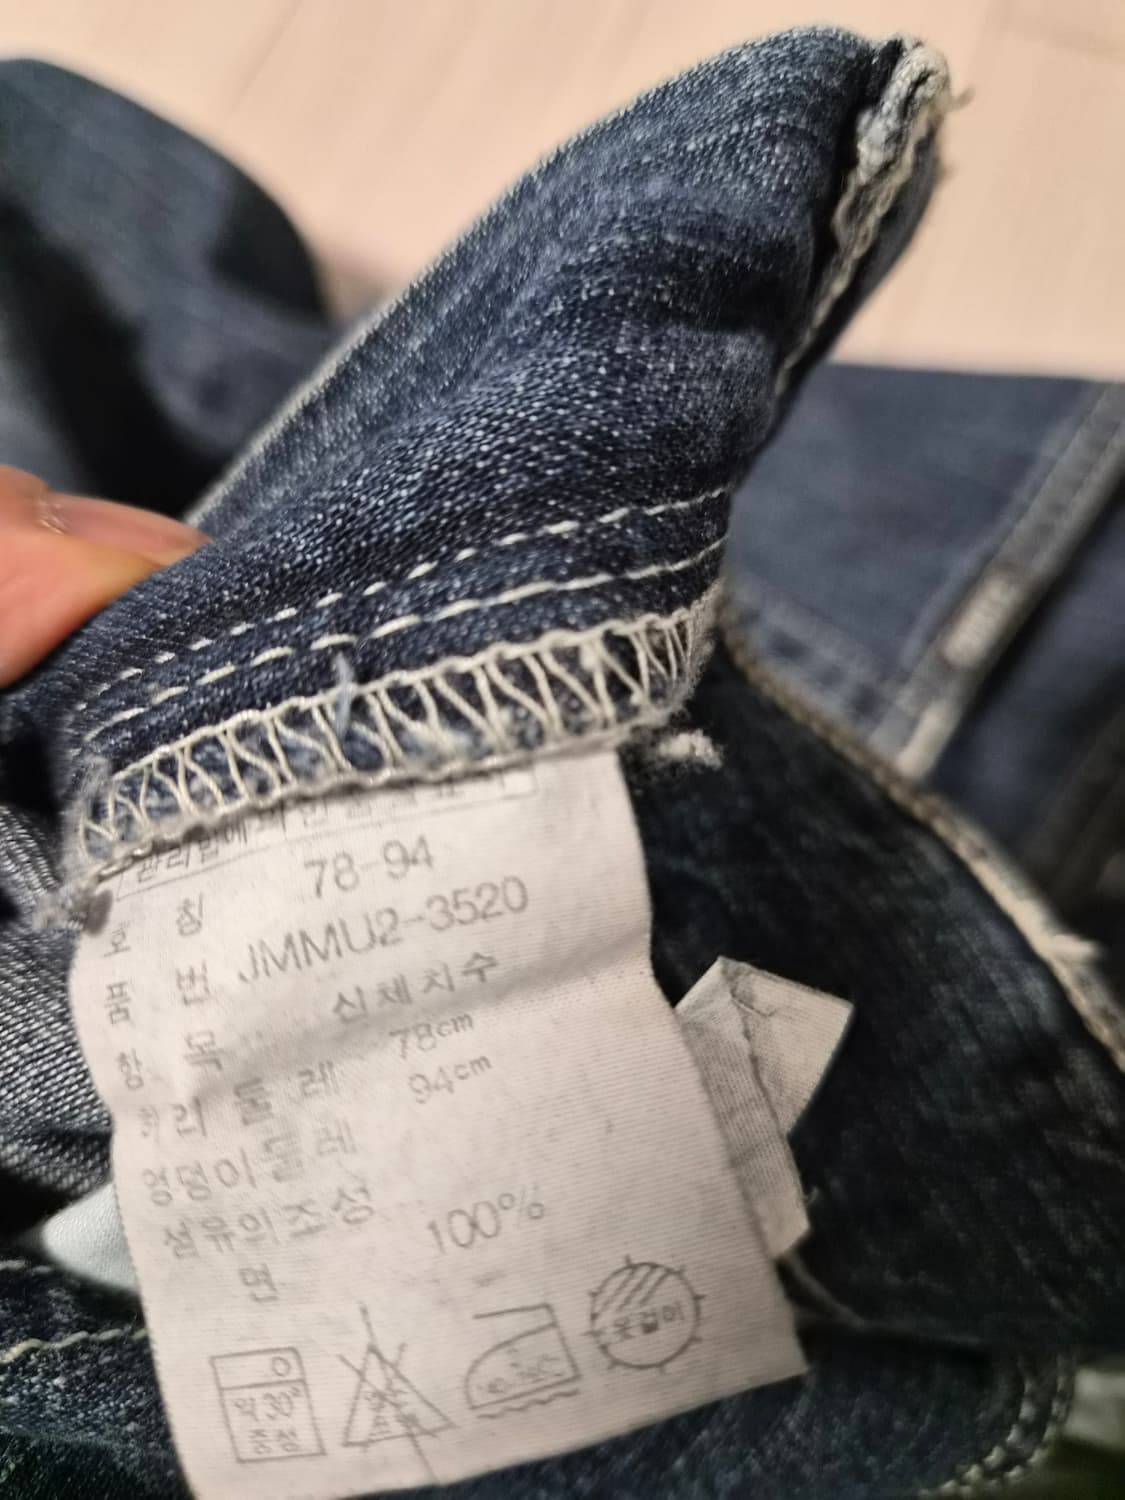 호 칭 78-94
품 번 JMMU2-3520
항 목 신체치수
허리 둘레 78cm
엉덩이둘레 94cm
섬유의조성
면 100%
약30°
중성
옷걸이